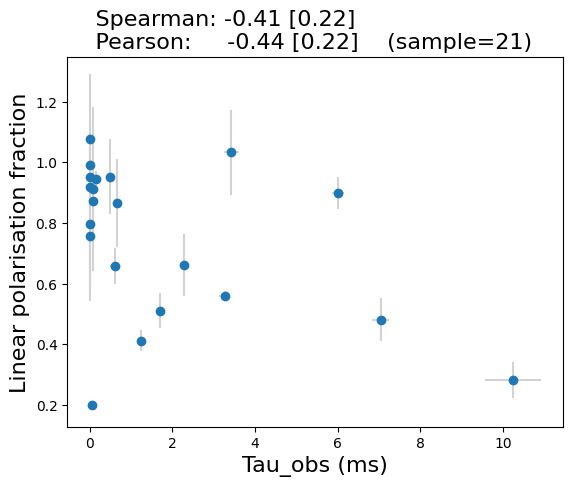 Spearman: -0.41 [0.22]
Pearson: -0.44 [0.22] (sample=21)
1.2
1.0
0.8
0.6
0.4
0.2
Linear polarisation fraction
0 2 4 6 8 10
Tau_obs (ms)